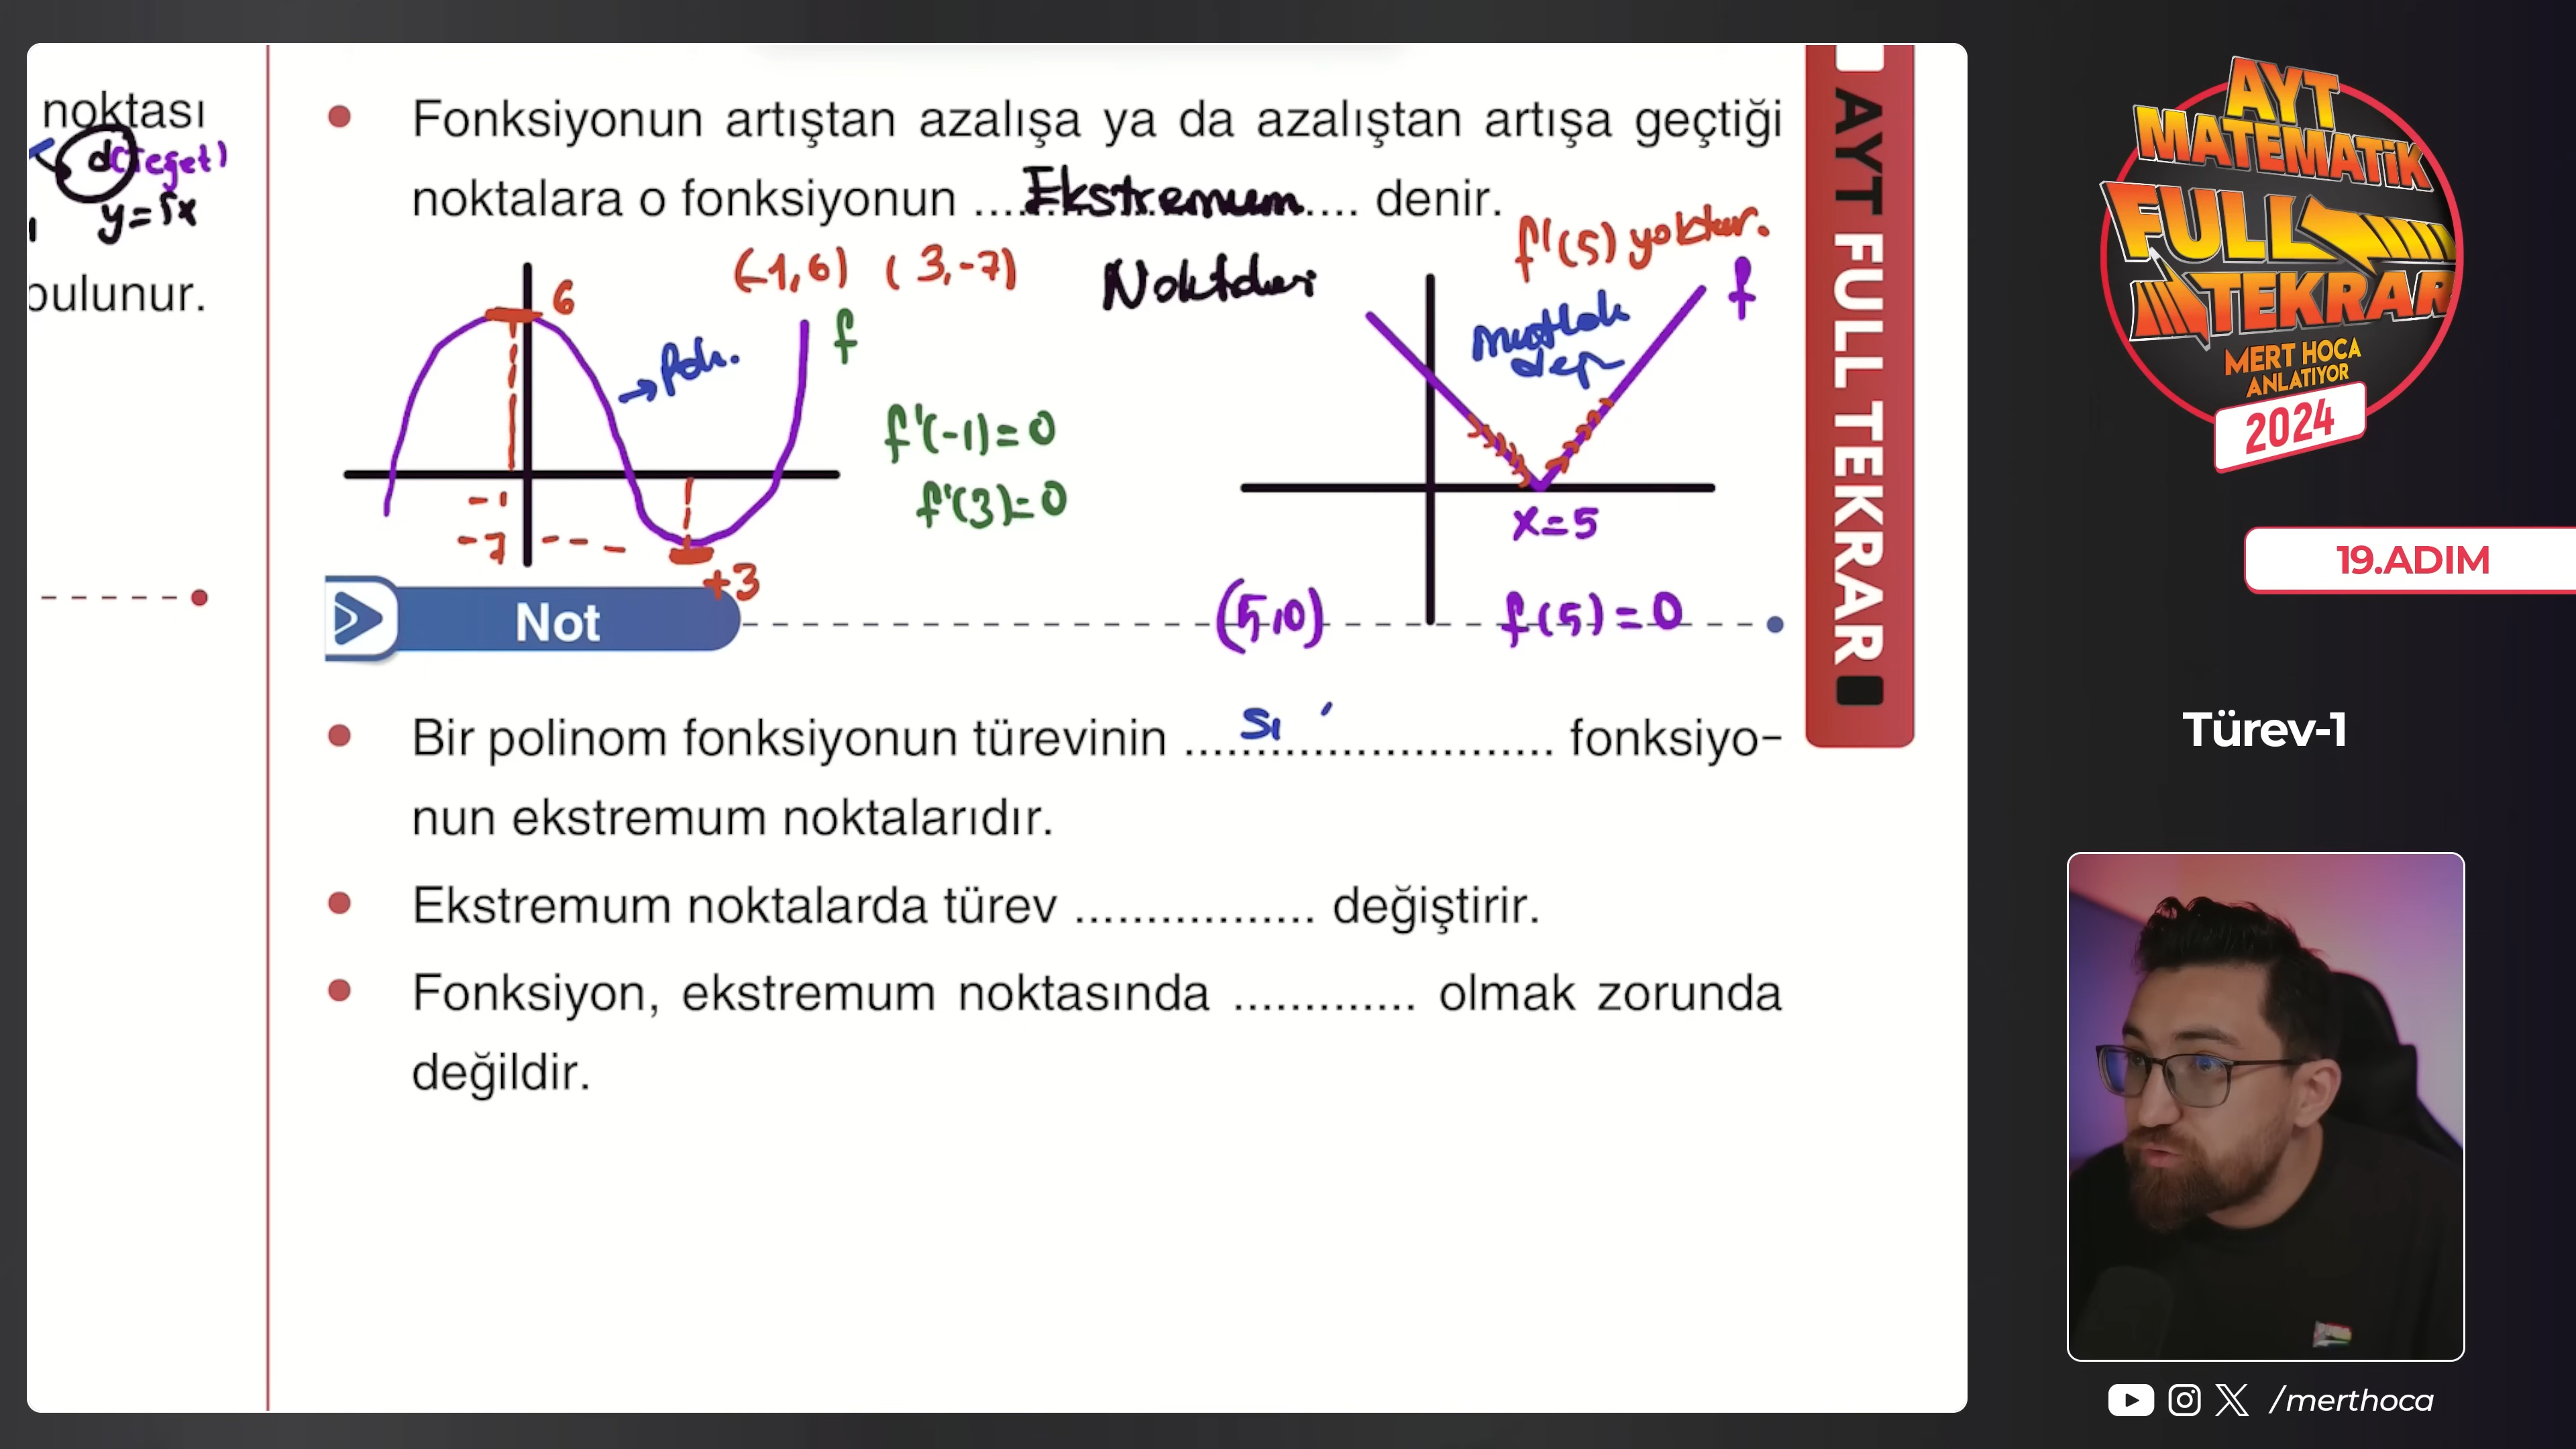 noktası
d(Teğet)
y=5x
bulunur.
Fonksiyonun artıştan azalışa ya da azalıştan artışa geçtiği
noktalara o fonksiyonun .... Ekstremum .... denir.
Noktaları
(-1,6) (3,-7)
6
f
→ Pol.
f'(-1)=0
f'(3)=0
-1
-7
+3
f'(5) yoktur.
f
mutlak
değ
x=5
(5,0)
f(5)=0
Not
Bir polinom fonksiyonun türevinin .......................... fonksiyo-
nun ekstremum noktalarıdır.
Ekstremum noktalarda türev ................. değiştirir.
Fonksiyon, ekstremum noktasında ............. olmak zorunda
değildir.
AYT FULL TEKRAR
AYT
MATEMATİK
FULL
TEKRAR
MERT HOCA
ANLATIYOR
2024
19.ADIM
Türev-1
/merthoca